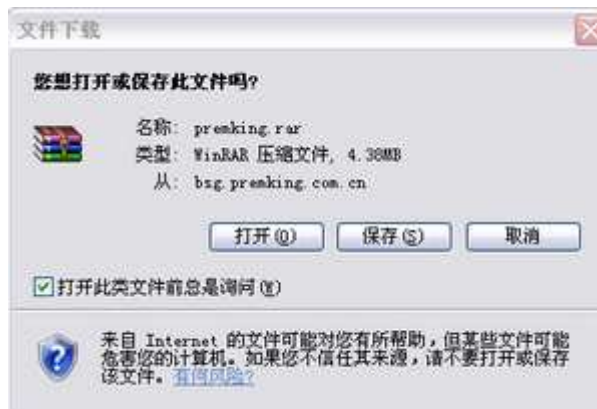 文件下载
您想打开或保存此文件吗?
名称: premking.rar
类型: WinRAR 压缩文件, 4.38MB
从: bsg.premking.com.cn
打开(O) 保存(S) 取消
打开此类文件前总是询问(W)
来自 Internet 的文件可能对您有所帮助,但某些文件可能
危害您的计算机。如果您不信任其来源,请不要打开或保存
该文件。有何风险?